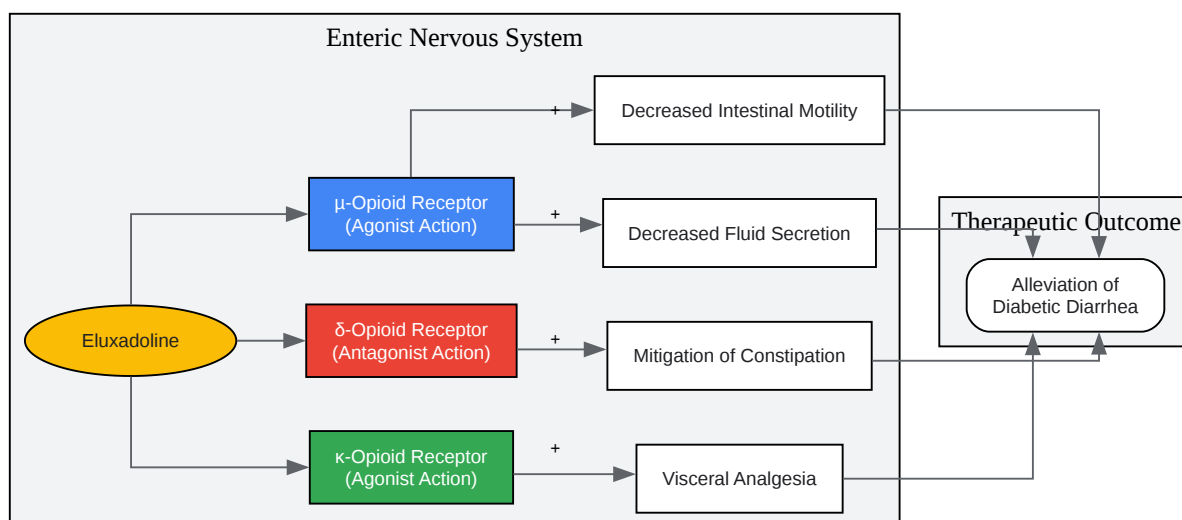 Enteric Nervous System
+
Decreased Intestinal Motility
μ-Opioid Receptor
(Agonist Action)
+
Decreased Fluid Secretion
Therapeutic Outcome
Alleviation of
Diabetic Diarrhea
Eluxadoline
δ-Opioid Receptor
(Antagonist Action)
+
Mitigation of Constipation
κ-Opioid Receptor
(Agonist Action)
+
Visceral Analgesia